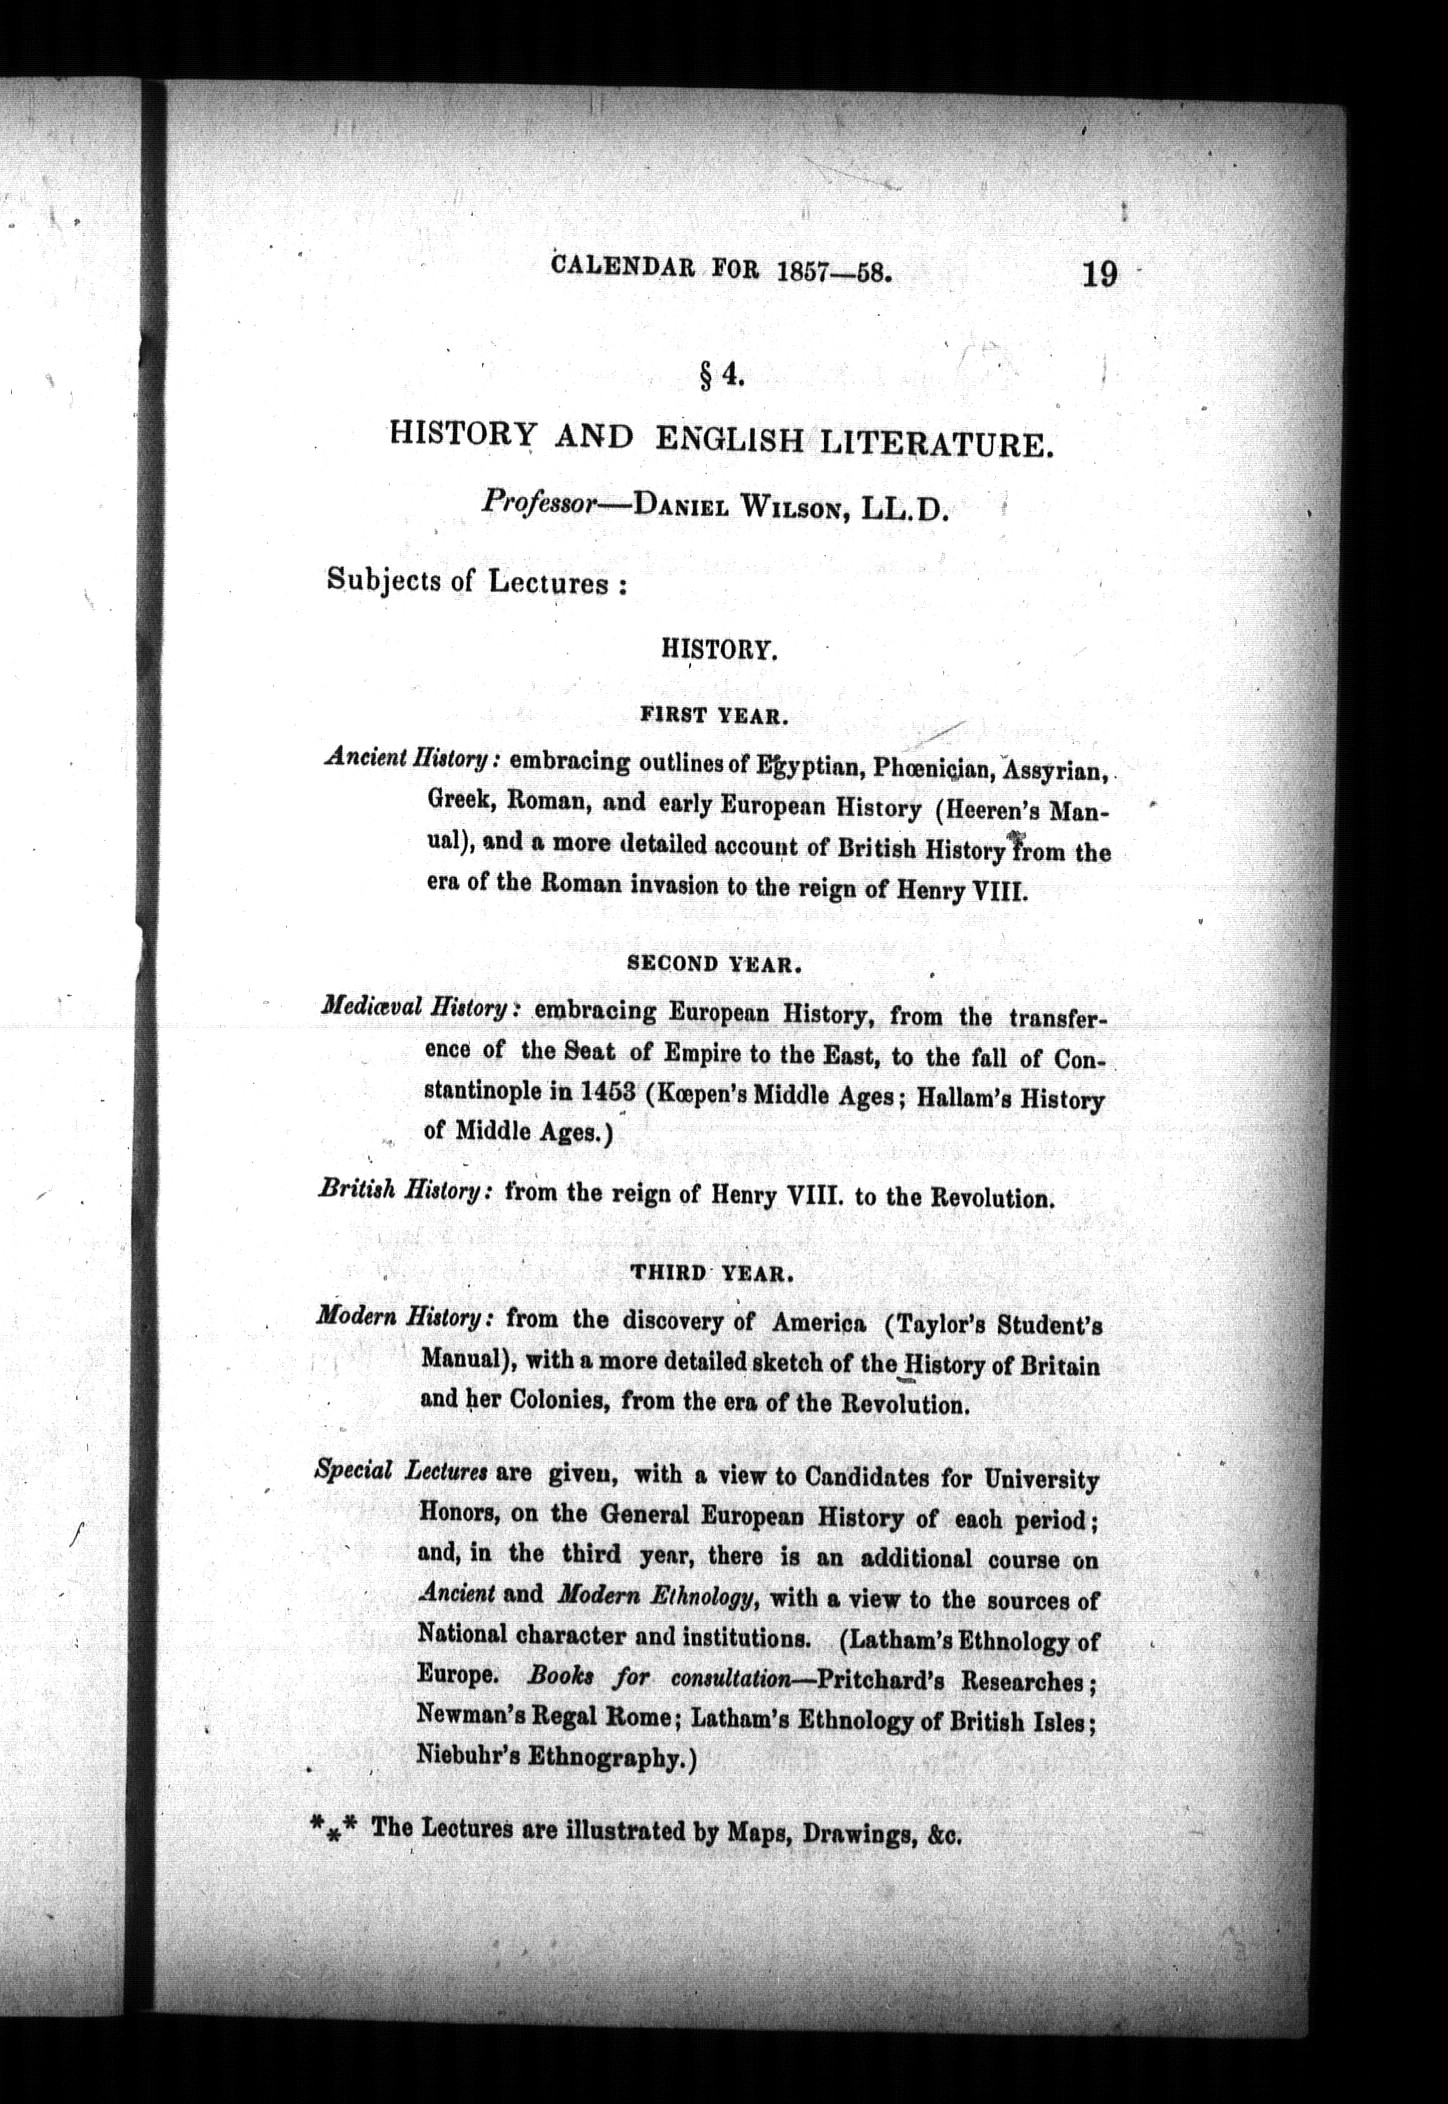 CALENDAR FOR 1857—58. 19
§ 4.
HISTORY AND ENGLISH LITERATURE.
Professor—DANIEL WILSON, LL.D.
Subjects of Lectures :
HISTORY.
FIRST YEAR.
Ancient History: embracing outlines of Egyptian, Phœnician, Assyrian,
Greek, Roman, and early European History (Heeren's Man-
ual), and a more detailed account of British History from the
era of the Roman invasion to the reign of Henry VIII.
SECOND YEAR.
Mediæval History: embracing European History, from the transfer-
ence of the Seat of Empire to the East, to the fall of Con-
stantinople in 1453 (Kœpen's Middle Ages; Hallam's History
of Middle Ages.)
British History: from the reign of Henry VIII. to the Revolution.
THIRD YEAR.
Modern History: from the discovery of America (Taylor's Student's
Manual), with a more detailed sketch of the History of Britain
and her Colonies, from the era of the Revolution.
Special Lectures are given, with a view to Candidates for University
Honors, on the General European History of each period;
and, in the third year, there is an additional course on
Ancient and Modern Ethnology, with a view to the sources of
National character and institutions. (Latham's Ethnology of
Europe. Books for consultation—Pritchard's Researches;
Newman's Regal Rome; Latham's Ethnology of British Isles;
Niebuhr's Ethnography.)
*** The Lectures are illustrated by Maps, Drawings, &c.